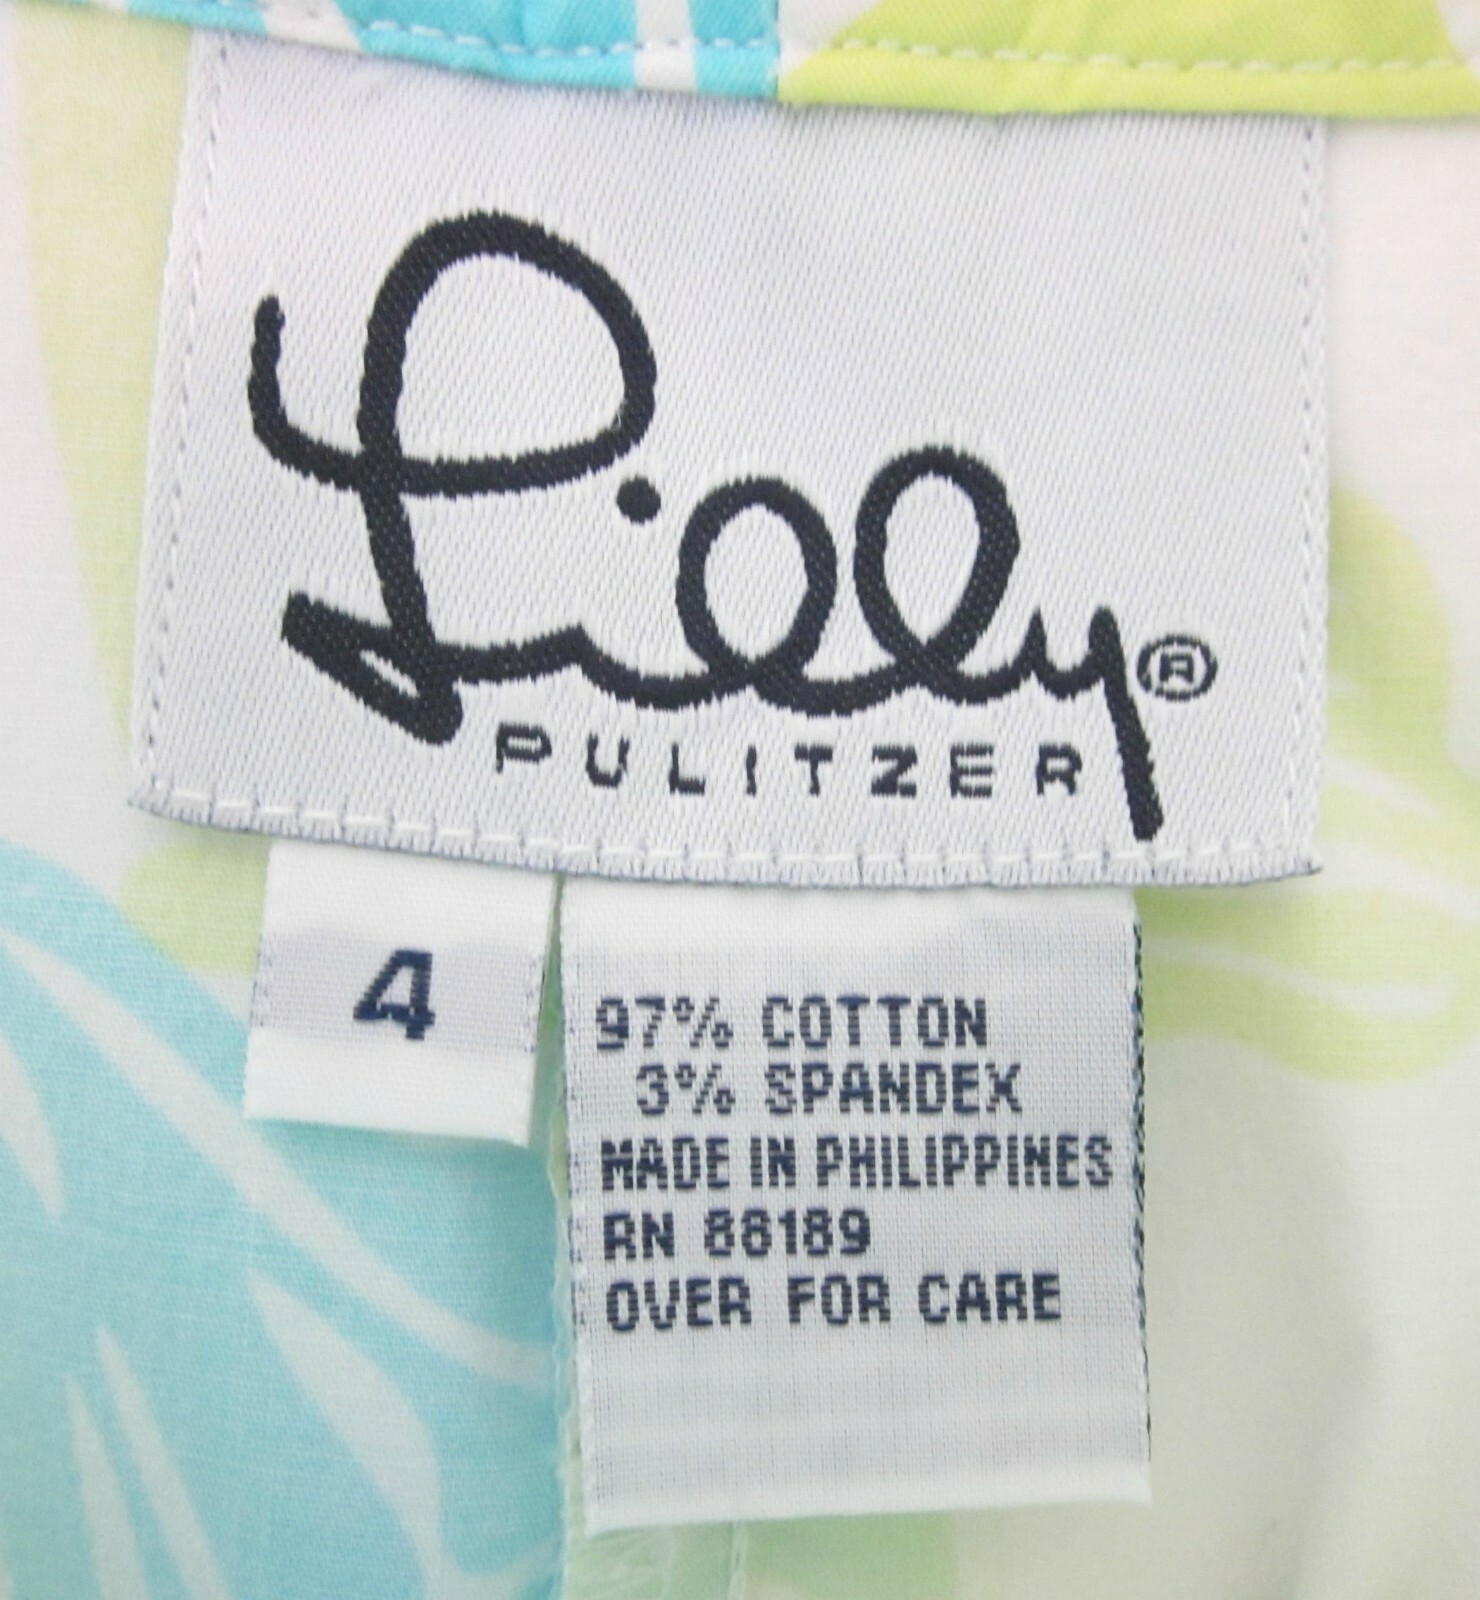 Lilly®
PULITZER
4
97% COTTON
3% SPANDEX
MADE IN PHILIPPINES
RN 88189
OVER FOR CARE